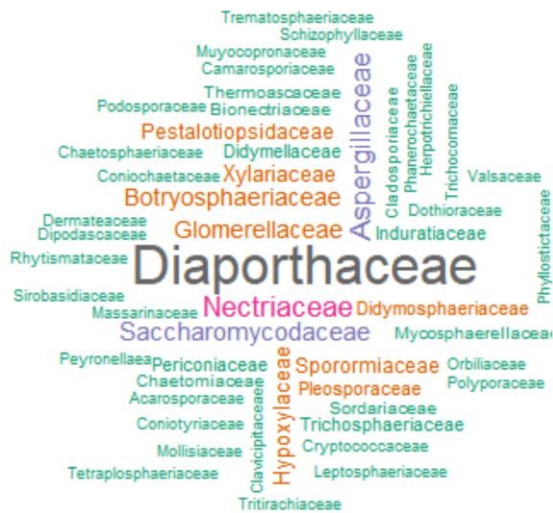 Trematosphaeriaceae
Schizophyllaceae
Muyocopronaceae
Camarosporiaceae
Thermoascaceae
Podosporaceae Bionectriaceae
Pestalotiopsidaceae
Chaetosphaeriaceae Didymellaceae
Coniochaetaceae Xylariaceae
Botryosphaeriaceae
Aspergillaceae
Cladosporiaceae
Phanerochaetaceae
Herpotrichiellaceae
Trichocomaceae
Valsaceae
Dothioraceae
Phyllostictaceae
Dermateaceae
Dipodascaceae
Glomerellaceae Induratiaceae
Rhytismataceae Diaporthaceae
Sirobasidiaceae
Massarinaceae Nectriaceae Didymosphaeriaceae
Saccharomycodaceae Mycosphaerellaceae
Peyronellaea Periconiaceae
Chaetomiaceae
Acarosporaceae
Clavicipitaceae
Hypoxylaceae
Sporormiaceae Orbiliaceae
Pleosporaceae Polyporaceae
Sordariaceae
Coniotyriaceae Trichosphaeriaceae
Mollisiaceae Cryptococcaceae
Tetraplosphaeriaceae Leptosphaeriaceae
Tritirachiaceae